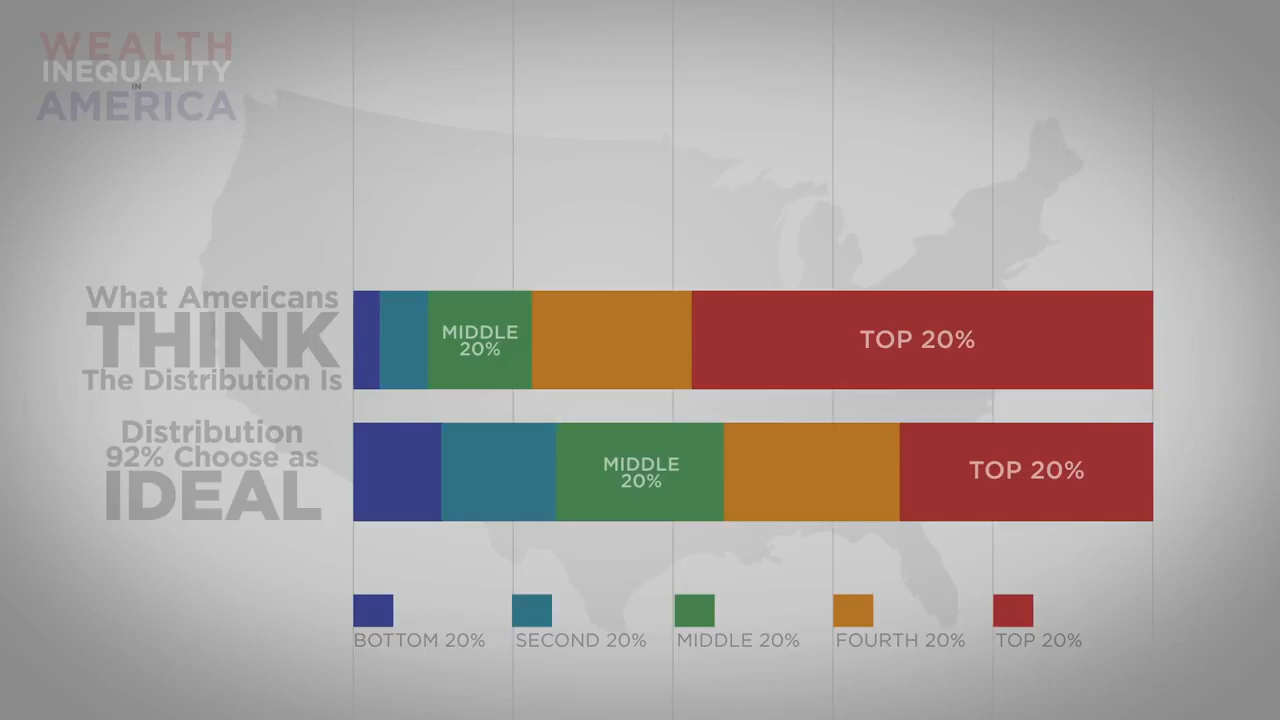 WEALTH
INEQUALITY
IN
AMERICA
What Americans
THINK
The Distribution Is
MIDDLE
20%
TOP 20%
Distribution
92% Choose as
IDEAL
MIDDLE
20%
TOP 20%
BOTTOM 20%
SECOND 20%
MIDDLE 20%
FOURTH 20%
TOP 20%